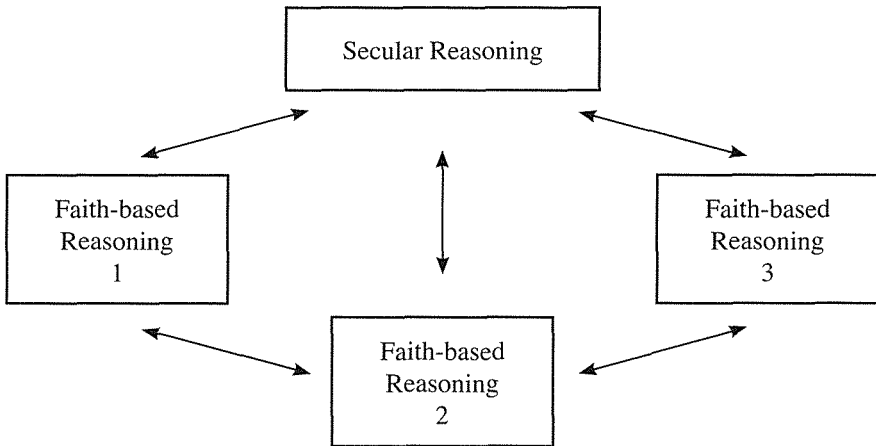 Secular Reasoning
Faith-based
Reasoning
1
Faith-based
Reasoning
3
Faith-based
Reasoning
2